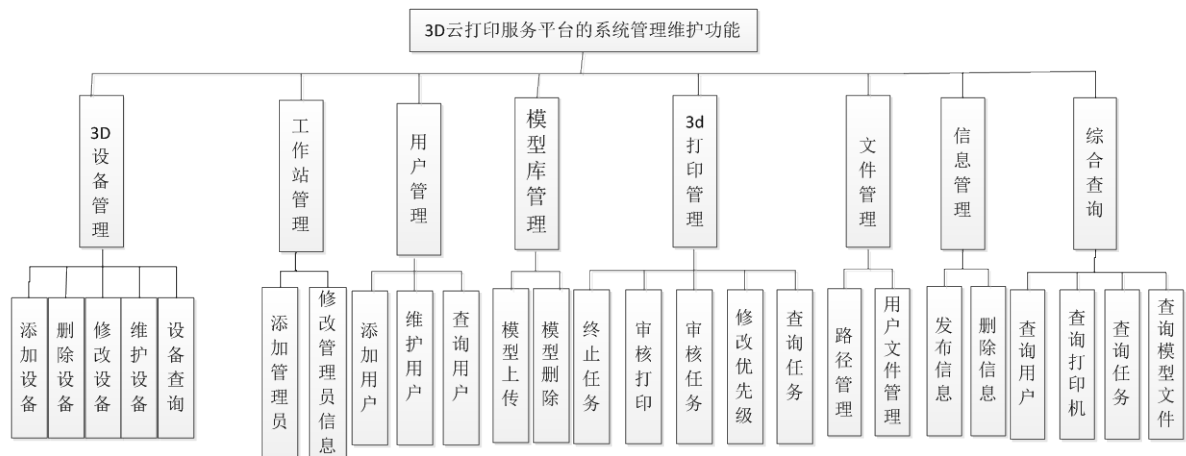 3D云打印服务平台的系统管理维护功能
3D设备管理
工作站管理
用户管理
模型库管理
3d打印管理
文件管理
信息管理
综合查询
添加设备
删除设备
修改设备
维护设备
设备查询
添加管理员
修改管理员信息
添加用户
维护用户
查询用户
模型上传
模型删除
终止任务
审核打印
审核任务
修改优先级
查询任务
路径管理
用户文件管理
发布信息
删除信息
查询用户
查询打印机
查询任务
查询模型文件